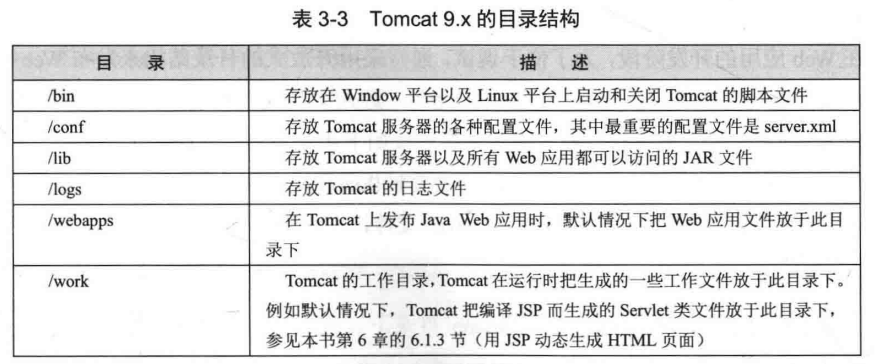 表 3-3 Tomcat 9.x 的目录结构
目 录 描 述
/bin 存放在 Window 平台以及 Linux 平台上启动和关闭 Tomcat 的脚本文件
/conf 存放 Tomcat 服务器的各种配置文件，其中最重要的配置文件是 server.xml
/lib 存放 Tomcat 服务器以及所有 Web 应用都可以访问的 JAR 文件
/logs 存放 Tomcat 的日志文件
/webapps 在 Tomcat 上发布 Java Web 应用时，默认情况下把 Web 应用文件放于此目
录下
/work Tomcat 的工作目录，Tomcat 在运行时把生成的一些工作文件放于此目录下。
例如默认情况下，Tomcat 把编译 JSP 而生成的 Servlet 类文件放于此目录下，
参见本书第 6 章的 6.1.3 节（用 JSP 动态生成 HTML 页面）